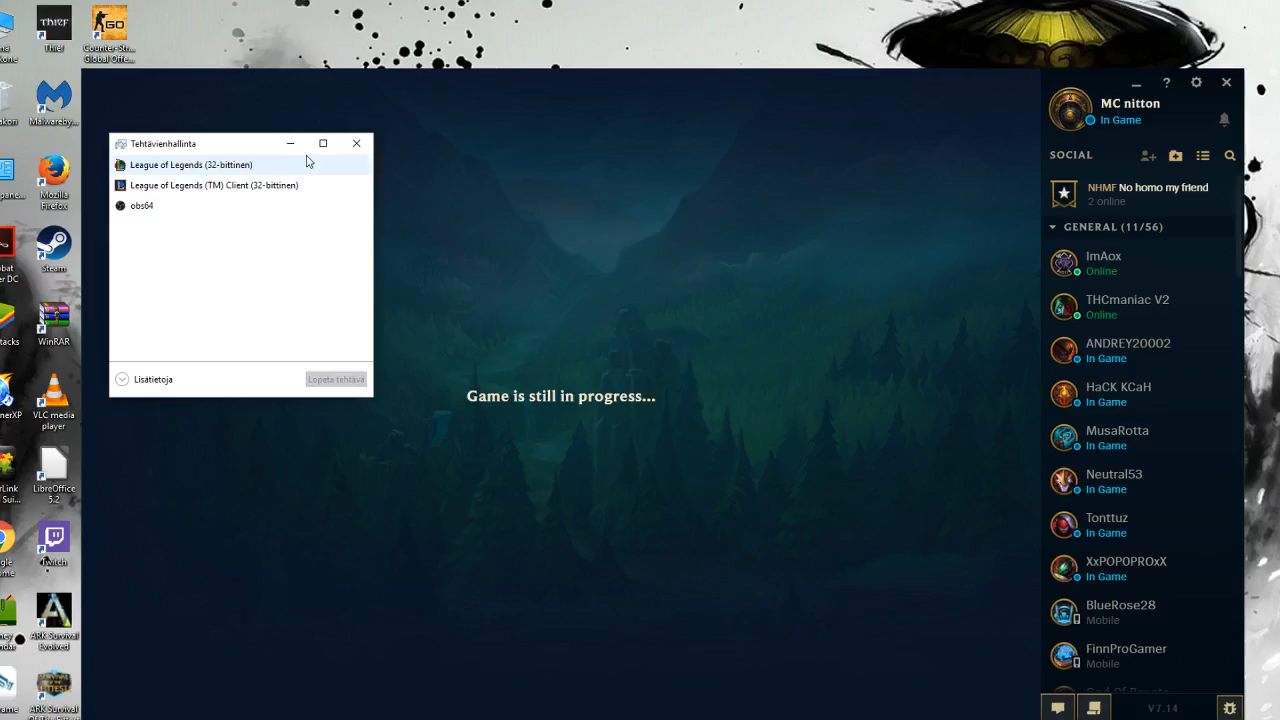 Thief
Counter-Str...
Global Offe...
Malwareby...
Mozilla
Firefox
Steam
WinRAR
VLC media
player
LibreOffice
5.2
Twitch
ARK Survival
Evolved
ARK Survival
Tehtävienhallinta
League of Legends (32-bittinen)
League of Legends (TM) Client (32-bittinen)
obs64
Lisätietoja
Lopeta tehtävä
Game is still in progress...
MC nitton
In Game
SOCIAL
NHMF No homo my friend
2 online
GENERAL (11/56)
ImAox
Online
THCmaniac V2
Online
ANDREY20002
In Game
HaCK KCaH
In Game
MusaRotta
In Game
Neutral53
In Game
Tonttuz
In Game
XxPOP0PROxX
In Game
BlueRose28
Mobile
FinnProGamer
Mobile
V7.14